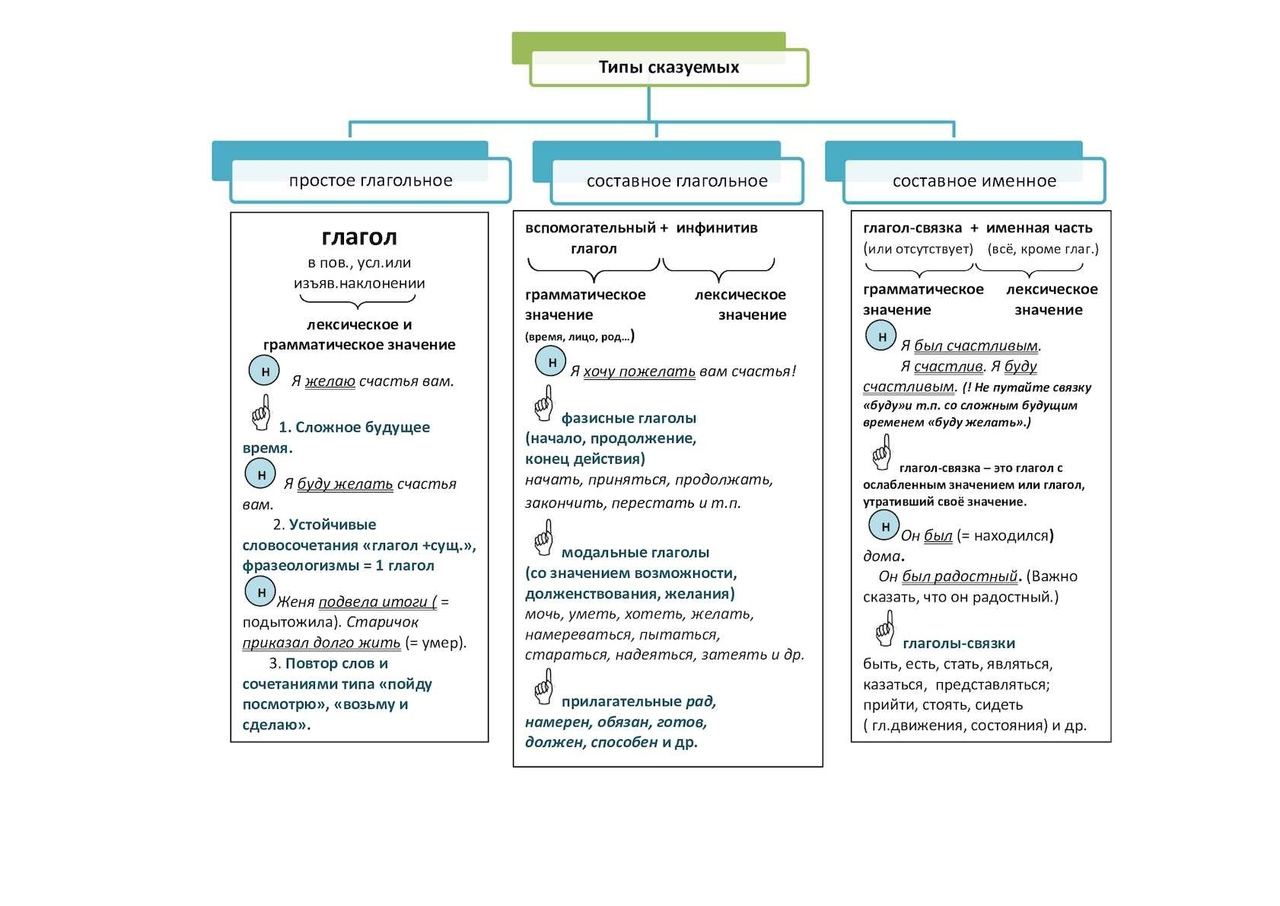 Типы сказуемых
простое глагольное
составное глагольное
составное именное
глагол
в пов., усл.или
изъяв.наклонении
лексическое и
грамматическое значение
Н
Я желаю счастья вам.
1. Сложное будущее
время.
Н
Я буду желать счастья
вам.
2. Устойчивые
словосочетания «глагол +сущ.»,
фразеологизмы = 1 глагол
Н
Женя подвела итоги ( =
подытожила). Старичок
приказал долго жить (= умер).
3. Повтор слов и
сочетаниями типа «пойду
посмотрю», «возьму и
сделаю».
вспомогательный + инфинитив
глагол
грамматическое лексическое
значение значение
(время, лицо, род…)
Н
Я хочу пожелать вам счастья!
фазисные глаголы
(начало, продолжение,
конец действия)
начать, приняться, продолжать,
закончить, перестать и т.п.
модальные глаголы
(со значением возможности,
долженствования, желания)
мочь, уметь, хотеть, желать,
намереваться, пытаться,
стараться, надеяться, затеять и др.
прилагательные рад,
намерен, обязан, готов,
должен, способен и др.
глагол-связка + именная часть
(или отсутствует) (всё, кроме глаг.)
грамматическое лексическое
значение значение
Н
Я был счастливым.
Я счастлив. Я буду
счастливым. (! Не путайте связку
«буду»и т.п. со сложным будущим
временем «буду желать».)
глагол-связка – это глагол с
ослабленным значением или глагол,
утративший своё значение.
Н
Он был (= находился)
дома.
Он был радостный. (Важно
сказать, что он радостный.)
глаголы-связки
быть, есть, стать, являться,
казаться, представляться;
прийти, стоять, сидеть
( гл.движения, состояния) и др.